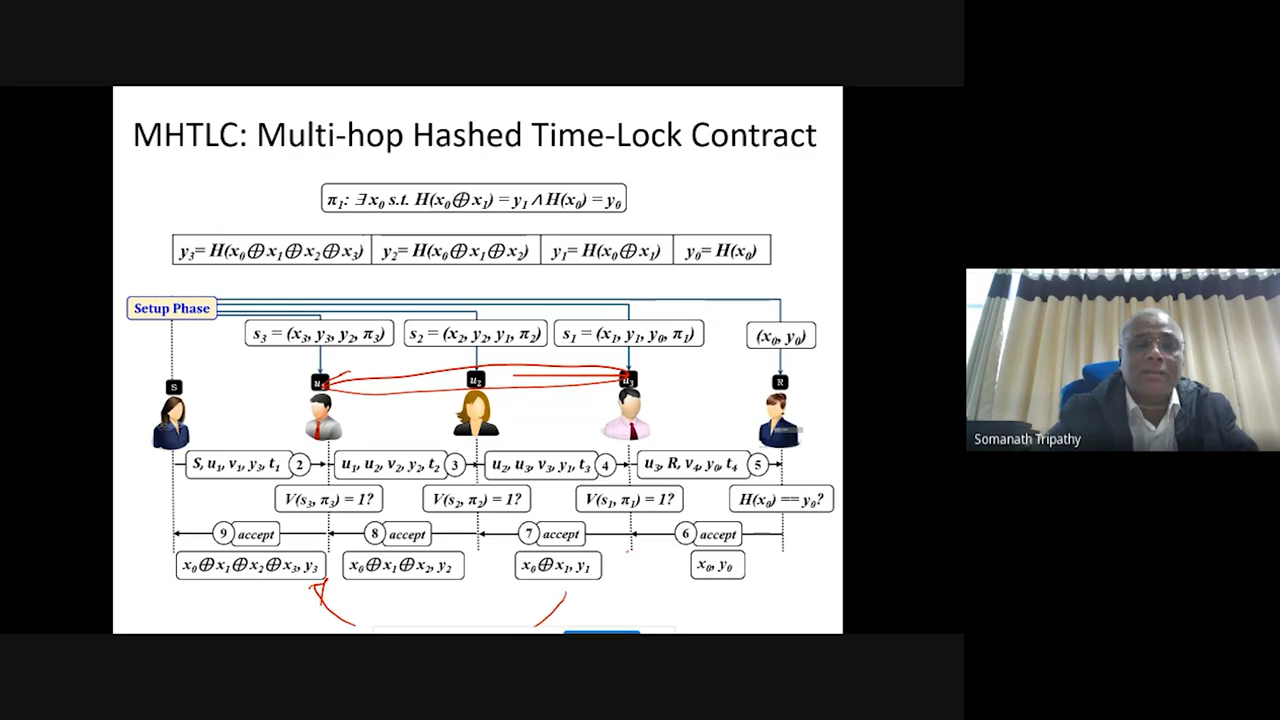 MHTLC: Multi-hop Hashed Time-Lock Contract
π₁: ∃x₀ s.t. H(x₀⊕x₁) = y₁ ∧ H(x₀) = y₀
y₃= H(x₀⊕x₁⊕x₂⊕x₃) y₂= H(x₀⊕x₁⊕x₂) y₁= H(x₀⊕x₁) y₀= H(x₀)
Setup Phase
s₃ = (x₃, y₃, y₂, π₃) s₂ = (x₂, y₂, y₁, π₂) s₁ = (x₁, y₁, y₀, π₁) (x₀, y₀)
S u u₂ u₃ R
S, u₁, v₁, y₃, t₁ 2 u₁, u₂, v₂, y₂, t₂ 3 u₂, u₃, v₃, y₁, t₃ 4 u₃, R, v₄, y₀, t₄ 5
V(s₃, π₃) = 1? V(s₂, π₂) = 1? V(s₁, π₁) = 1? H(x₀) == y₀?
9 accept 8 accept 7 accept 6 accept
x₀⊕x₁⊕x₂⊕x₃, y₃ x₀⊕x₁⊕x₂, y₂ x₀⊕x₁, y₁ x₀, y₀
Somanath Tripathy